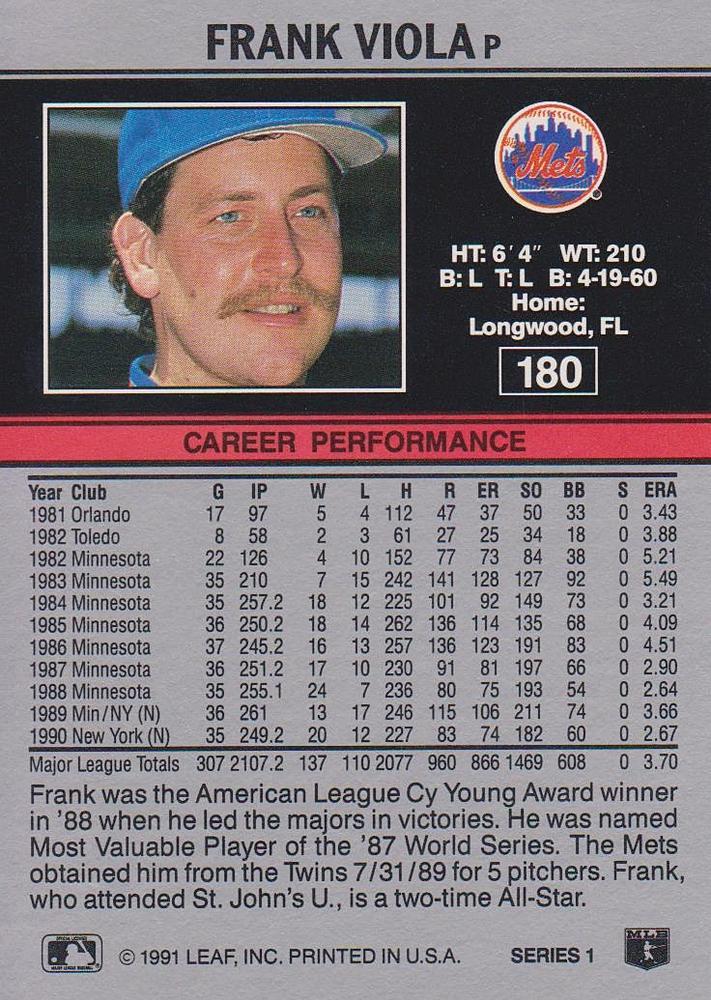 FRANK VIOLA P
Mets
HT: 6'4" WT: 210
B: L T: L B: 4-19-60
Home:
Longwood, FL
180
CAREER PERFORMANCE
Year Club G IP W L H R ER SO BB S ERA
1981 Orlando 17 97 5 4 112 47 37 50 33 0 3.43
1982 Toledo 8 58 2 3 61 27 25 34 18 0 3.88
1982 Minnesota 22 126 4 10 152 77 73 84 38 0 5.21
1983 Minnesota 35 210 7 15 242 141 128 127 92 0 5.49
1984 Minnesota 35 257.2 18 12 225 101 92 149 73 0 3.21
1985 Minnesota 36 250.2 18 14 262 136 114 135 68 0 4.09
1986 Minnesota 37 245.2 16 13 257 136 123 191 83 0 4.51
1987 Minnesota 36 251.2 17 10 230 91 81 197 66 0 2.90
1988 Minnesota 35 255.1 24 7 236 80 75 193 54 0 2.64
1989 Min/NY (N) 36 261 13 17 246 115 106 211 74 0 3.66
1990 New York (N) 35 249.2 20 12 227 83 74 182 60 0 2.67
Major League Totals 307 2107.2 137 110 2077 960 866 1469 608 0 3.70
Frank was the American League Cy Young Award winner
in '88 when he led the majors in victories. He was named
Most Valuable Player of the '87 World Series. The Mets
obtained him from the Twins 7/31/89 for 5 pitchers. Frank,
who attended St. John's U., is a two-time All-Star.
© 1991 LEAF, INC. PRINTED IN U.S.A. SERIES 1
MLB